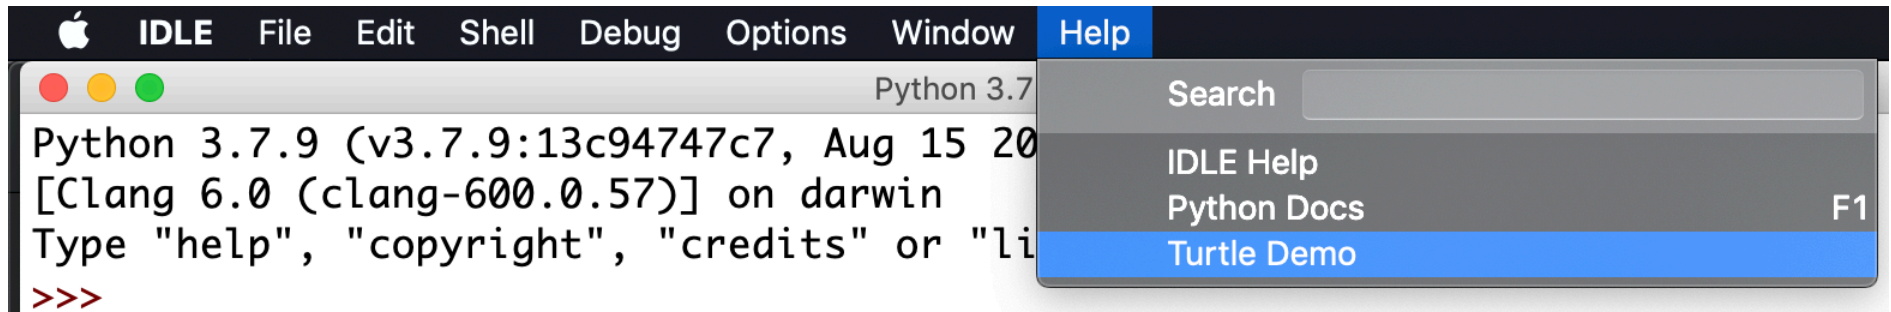 IDLE File Edit Shell Debug Options Window Help
Python 3.7
Search
Python 3.7.9 (v3.7.9:13c94747c7, Aug 15 20
[Clang 6.0 (clang-600.0.57)] on darwin
Type "help", "copyright", "credits" or "li
>>>
IDLE Help
Python Docs F1
Turtle Demo